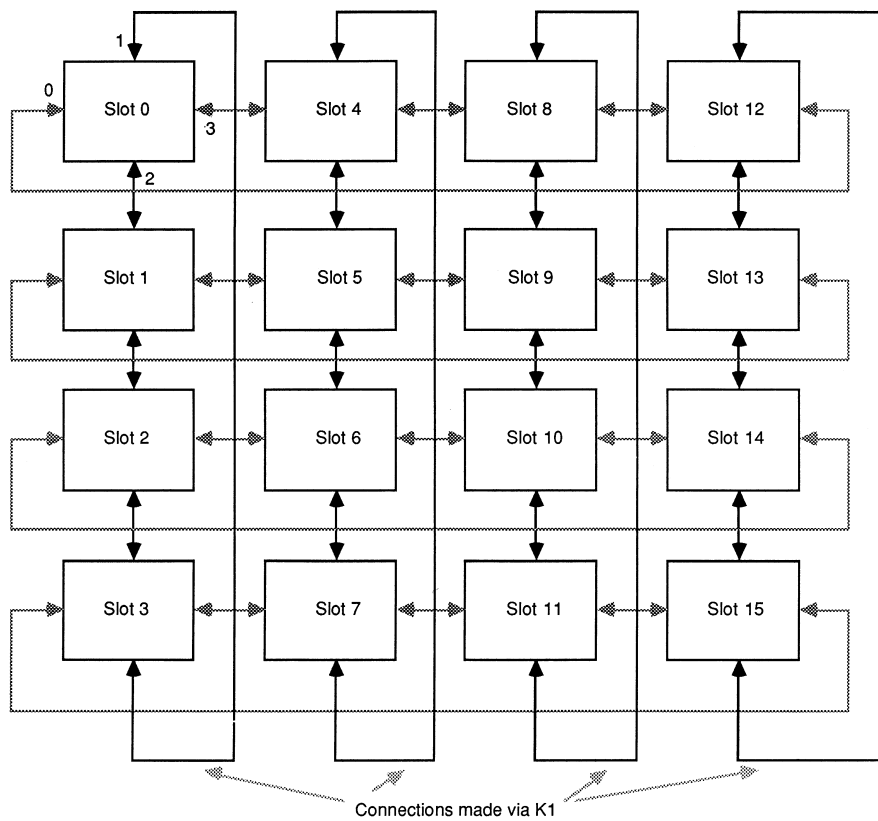 1
0
Slot 0
Slot 4
Slot 8
Slot 12
3
2
Slot 1
Slot 5
Slot 9
Slot 13
Slot 2
Slot 6
Slot 10
Slot 14
Slot 3
Slot 7
Slot 11
Slot 15
Connections made via K1